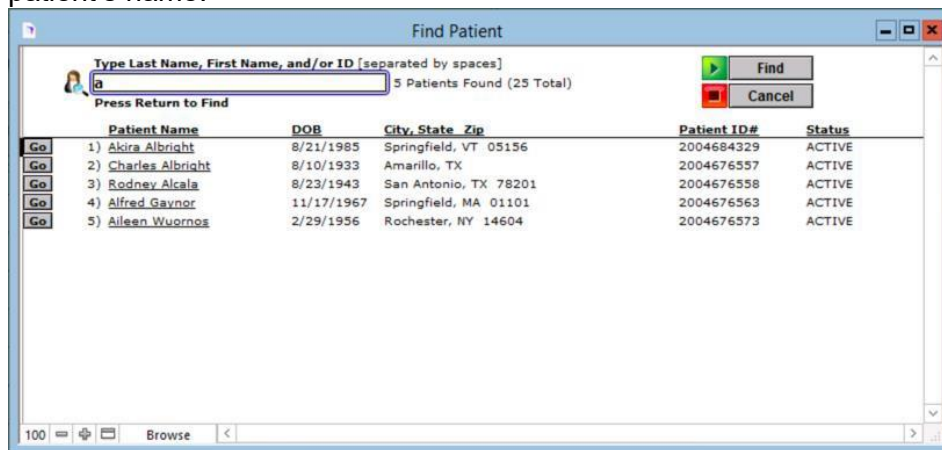 patient's name.
Find Patient
Type Last Name, First Name, and/or ID [separated by spaces]
a
5 Patients Found (25 Total)
Press Return to Find
Find
Cancel
Patient Name DOB City, State Zip Patient ID# Status
Go 1) Akira Albright 8/21/1985 Springfield, VT 05156 2004684329 ACTIVE
Go 2) Charles Albright 8/10/1933 Amarillo, TX 2004676557 ACTIVE
Go 3) Rodney Alcala 8/23/1943 San Antonio, TX 78201 2004676558 ACTIVE
Go 4) Alfred Gaynor 11/17/1967 Springfield, MA 01101 2004676563 ACTIVE
Go 5) Aileen Wuornos 2/29/1956 Rochester, NY 14604 2004676573 ACTIVE
100 Browse